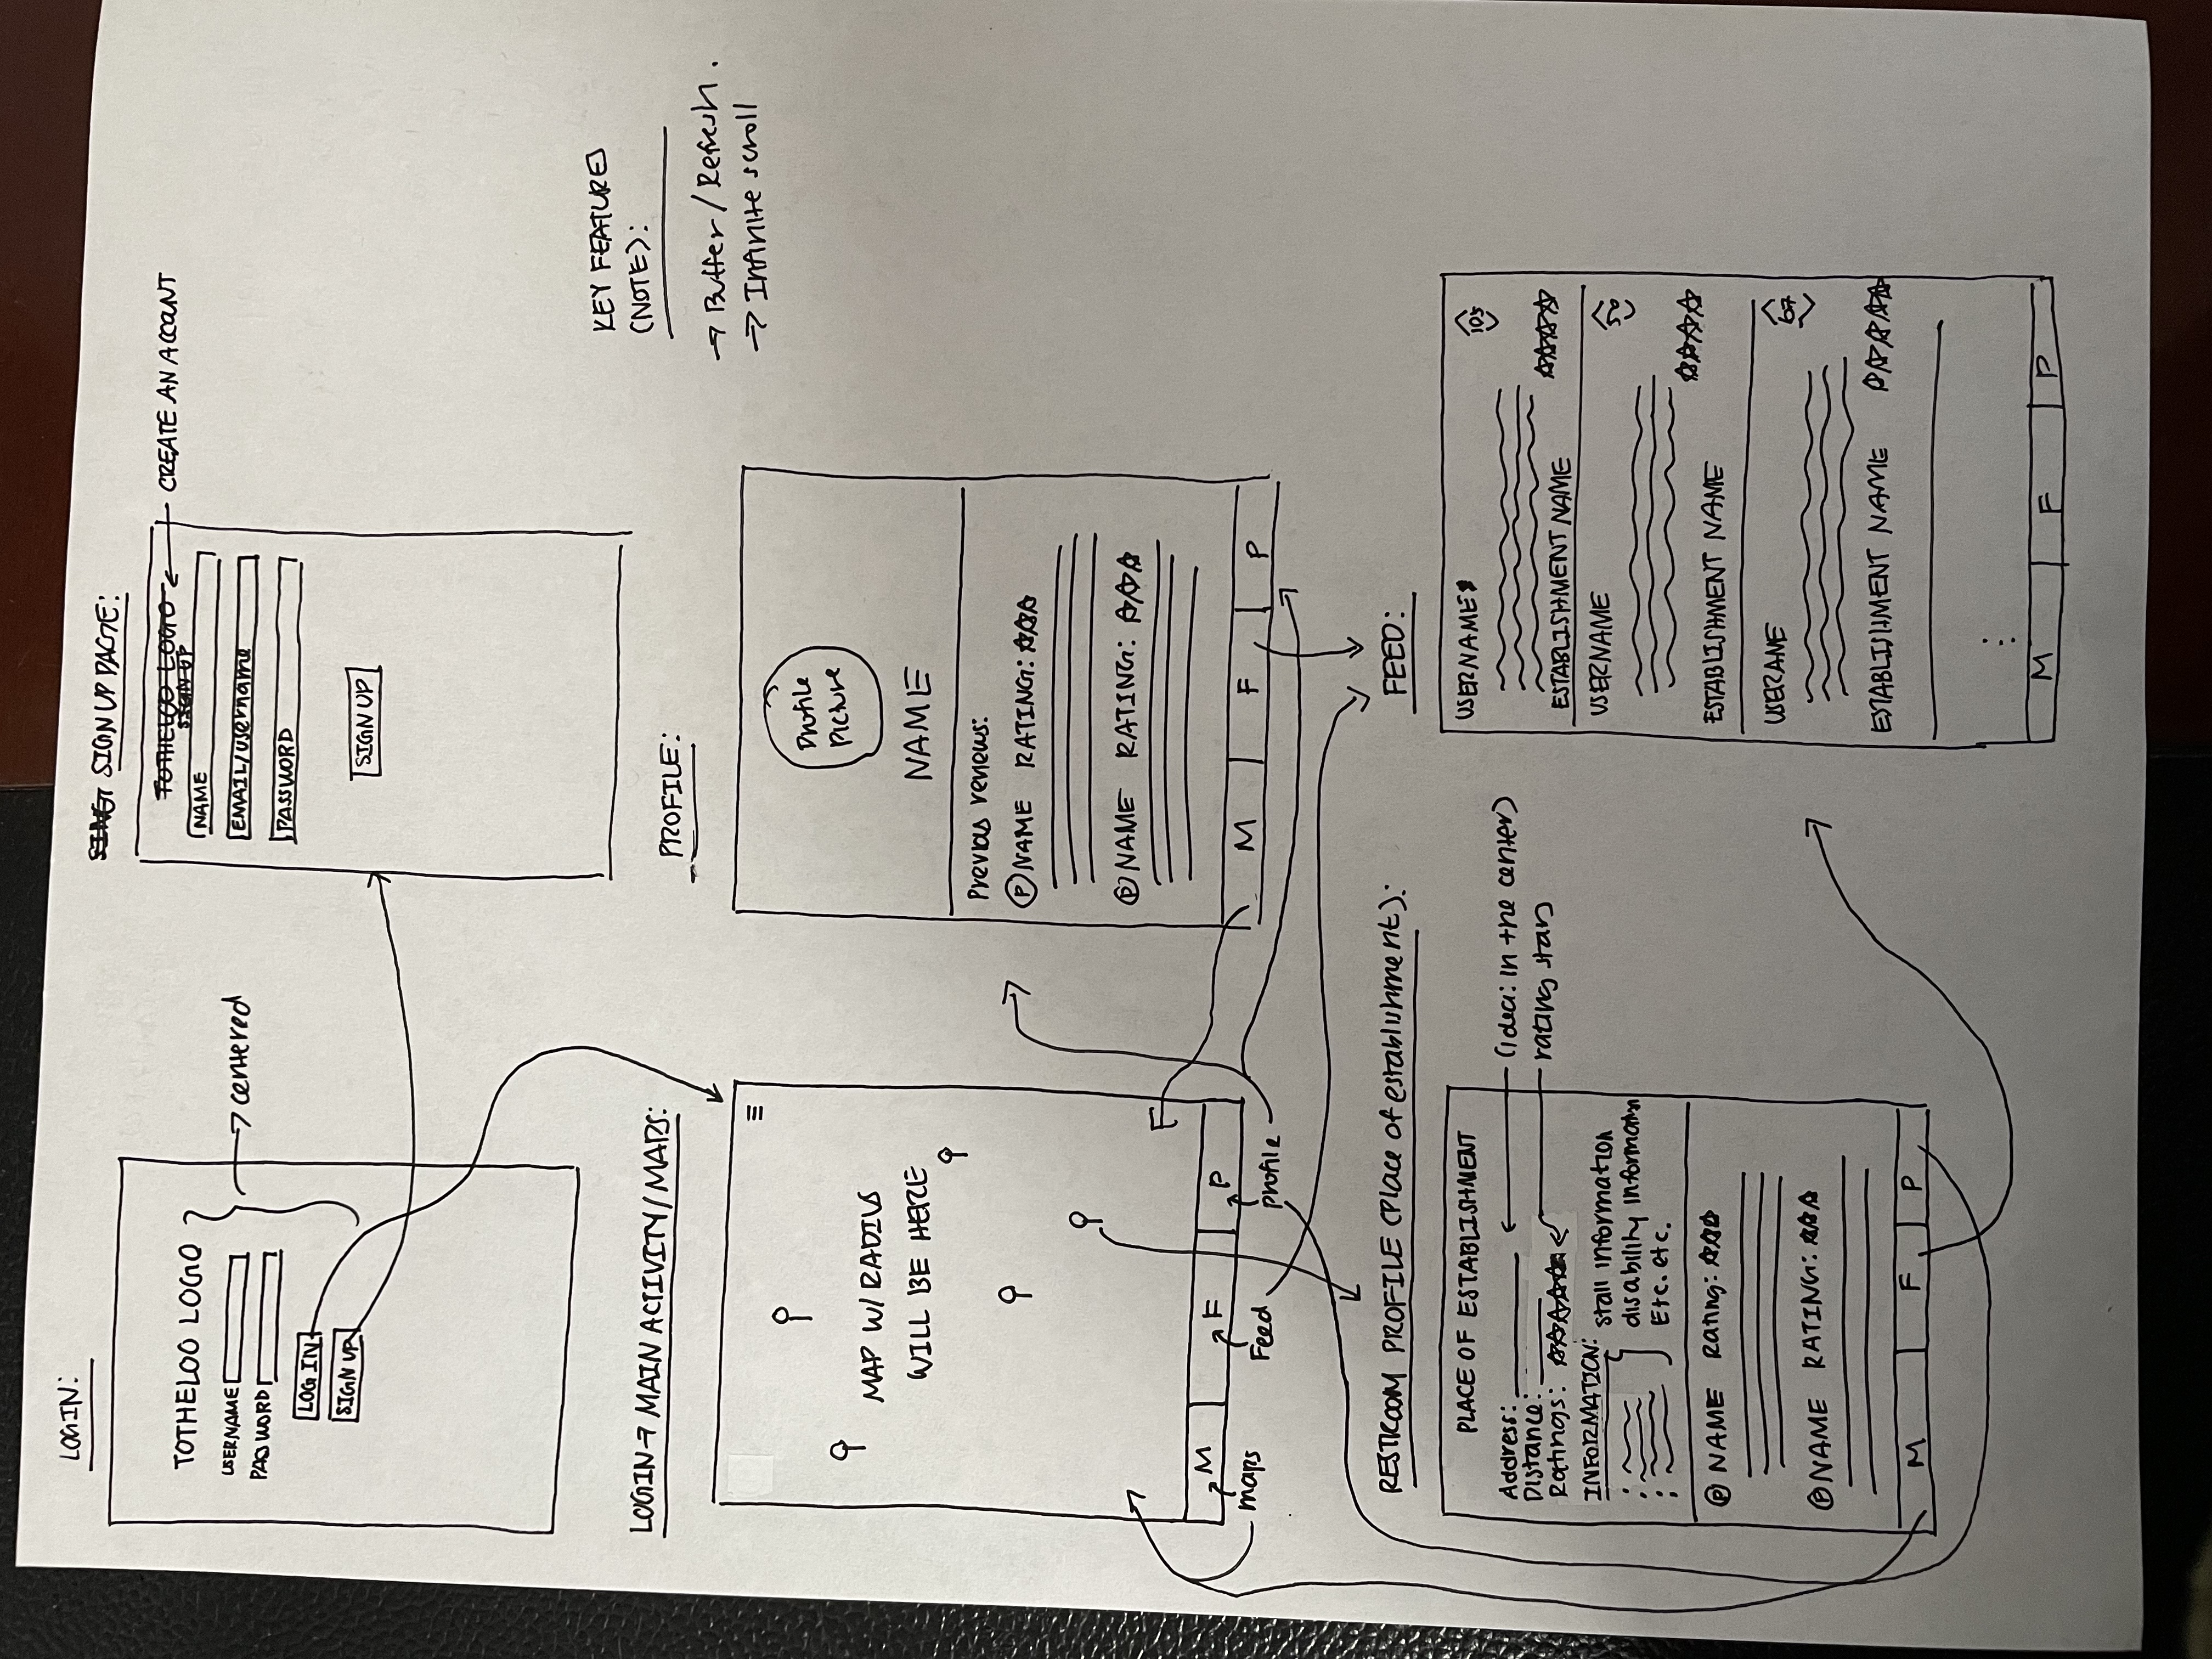 LOGIN:
TOTHELOO LOGO
USERNAME
PASSWORD
LOG IN
SIGN UP
→ centered
SIGN UP PAGE:
TOTHELOO LOGO
SIGN UP
← CREATE AN ACCOUNT
NAME
EMAIL/username
PASSWORD
SIGN UP
KEY FEATURES
(NOTE):
→ Buffer/Refresh.
→ Infinite scroll
LOGIN → MAIN ACTIVITY/MAPS:
MAP W/ RADIUS
WILL BE HERE
M F P
maps
Feed
profile
PROFILE:
Profile
Picture
NAME
Previous reviews:
P NAME RATING: ☆☆☆
P NAME RATING: ☆☆☆
M F P
RESTROOM PROFILE (Place of establishment):
PLACE OF ESTABLISHMENT
Address:
← (idea: in the center)
Distance:
Ratings: ☆☆☆☆☆
rating stars
INFORMATION:
stall information
disability information
Etc. etc.
P NAME Rating: ☆☆☆
P NAME RATING: ☆☆☆
M F P
FEED:
USERNAME
105
☆☆☆☆
ESTABLISHMENT NAME
USERNAME
50
☆☆☆☆
ESTABLISHMENT NAME
USERAME
67
ESTABLISHMENT NAME ☆☆☆☆☆
M F P